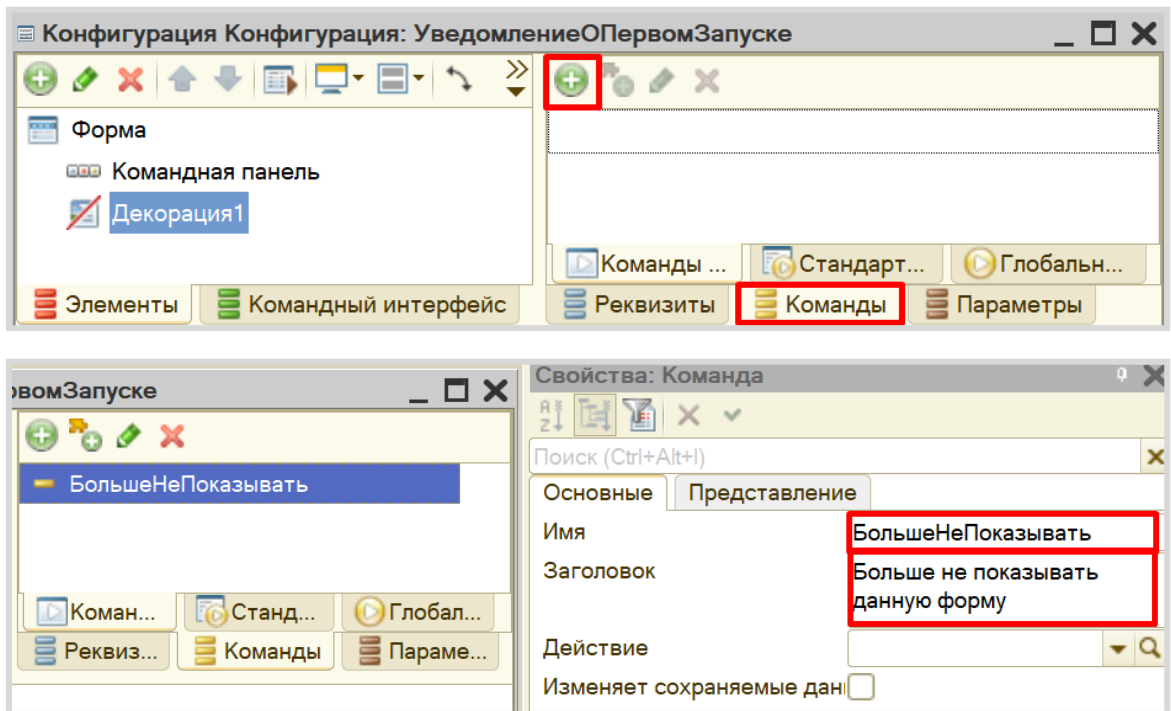 Конфигурация Конфигурация: УведомлениеОПервомЗапуске
Форма
Командная панель
Декорация1
Команды ... Стандарт... Глобальн...
Элементы Командный интерфейс Реквизиты Команды Параметры
рвомЗапуске
БольшеНеПоказывать
Коман... Станд... Глобал...
Реквиз... Команды Параме...
Свойства: Команда
Поиск (Ctrl+Alt+I)
Основные Представление
Имя БольшеНеПоказывать
Заголовок Больше не показывать
данную форму
Действие
Изменяет сохраняемые дан